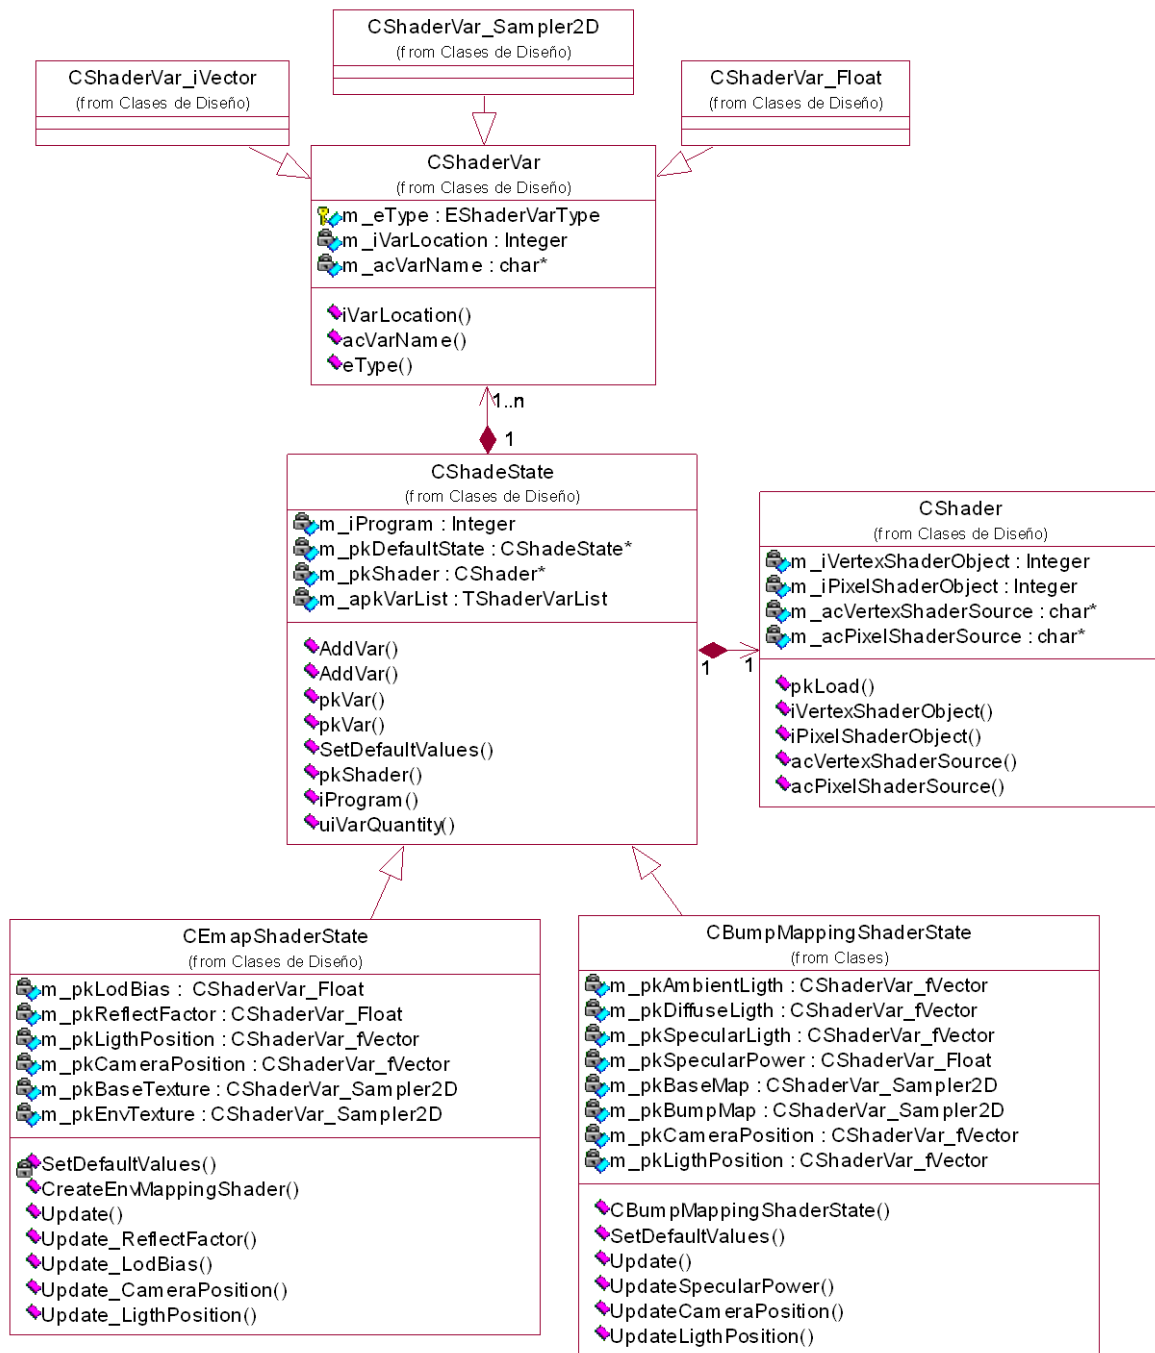 CShaderVar_Sampler2D
(from Clases de Diseño)
CShaderVar_iVector
(from Clases de Diseño)
CShaderVar_Float
(from Clases de Diseño)
CShaderVar
(from Clases de Diseño)
m_eType : EShaderVarType
m_iVarLocation : Integer
m_acVarName : char*
iVarLocation()
acVarName()
eType()
1..n
1
CShadeState
(from Clases de Diseño)
m_iProgram : Integer
m_pkDefaultState : CShadeState*
m_pkShader : CShader*
m_apkVarList : TShaderVarList
AddVar()
AddVar()
pkVar()
pkVar()
SetDefaultValues()
pkShader()
iProgram()
uiVarQuantity()
1
1
CShader
(from Clases de Diseño)
m_iVertexShaderObject : Integer
m_iPixelShaderObject : Integer
m_acVertexShaderSource : char*
m_acPixelShaderSource : char*
pkLoad()
iVertexShaderObject()
iPixelShaderObject()
acVertexShaderSource()
acPixelShaderSource()
CEmapShaderState
(from Clases de Diseño)
m_pkLodBias : CShaderVar_Float
m_pkReflectFactor : CShaderVar_Float
m_pkLigthPosition : CShaderVar_fVector
m_pkCameraPosition : CShaderVar_fVector
m_pkBaseTexture : CShaderVar_Sampler2D
m_pkEnvTexture : CShaderVar_Sampler2D
SetDefaultValues()
CreateEnvMappingShader()
Update()
Update_ReflectFactor()
Update_LodBias()
Update_CameraPosition()
Update_LigthPosition()
CBumpMappingShaderState
(from Clases)
m_pkAmbientLigth : CShaderVar_fVector
m_pkDiffuseLigth : CShaderVar_fVector
m_pkSpecularLigth : CShaderVar_fVector
m_pkSpecularPower : CShaderVar_Float
m_pkBaseMap : CShaderVar_Sampler2D
m_pkBumpMap : CShaderVar_Sampler2D
m_pkCameraPosition : CShaderVar_fVector
m_pkLigthPosition : CShaderVar_fVector
CBumpMappingShaderState()
SetDefaultValues()
Update()
UpdateSpecularPower()
UpdateCameraPosition()
UpdateLigthPosition()